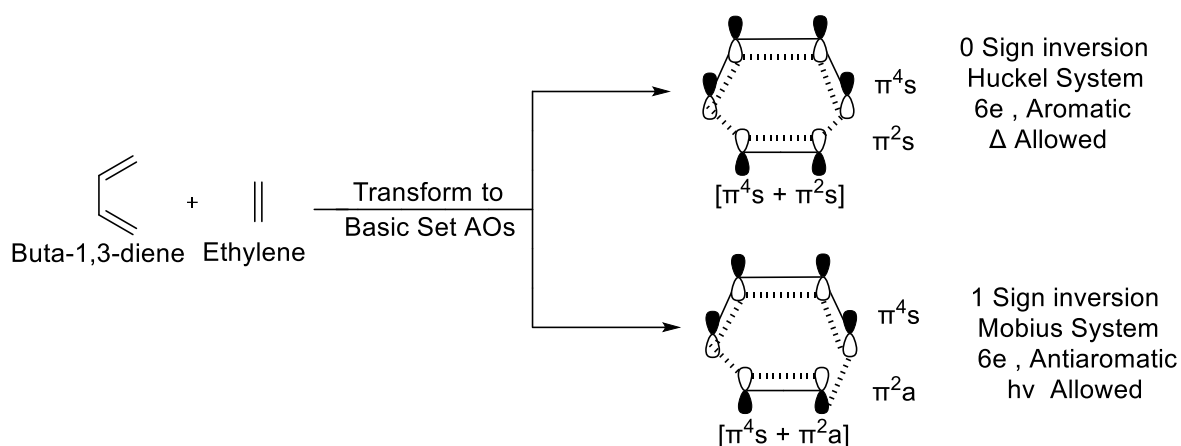 Buta-1,3-diene
+
Ethylene
Transform to
Basic Set AOs
π⁴s
π²s
[π⁴s + π²s]
0 Sign inversion
Huckel System
6e , Aromatic
Δ Allowed
π⁴s
π²a
[π⁴s + π²a]
1 Sign inversion
Mobius System
6e , Antiaromatic
hν Allowed